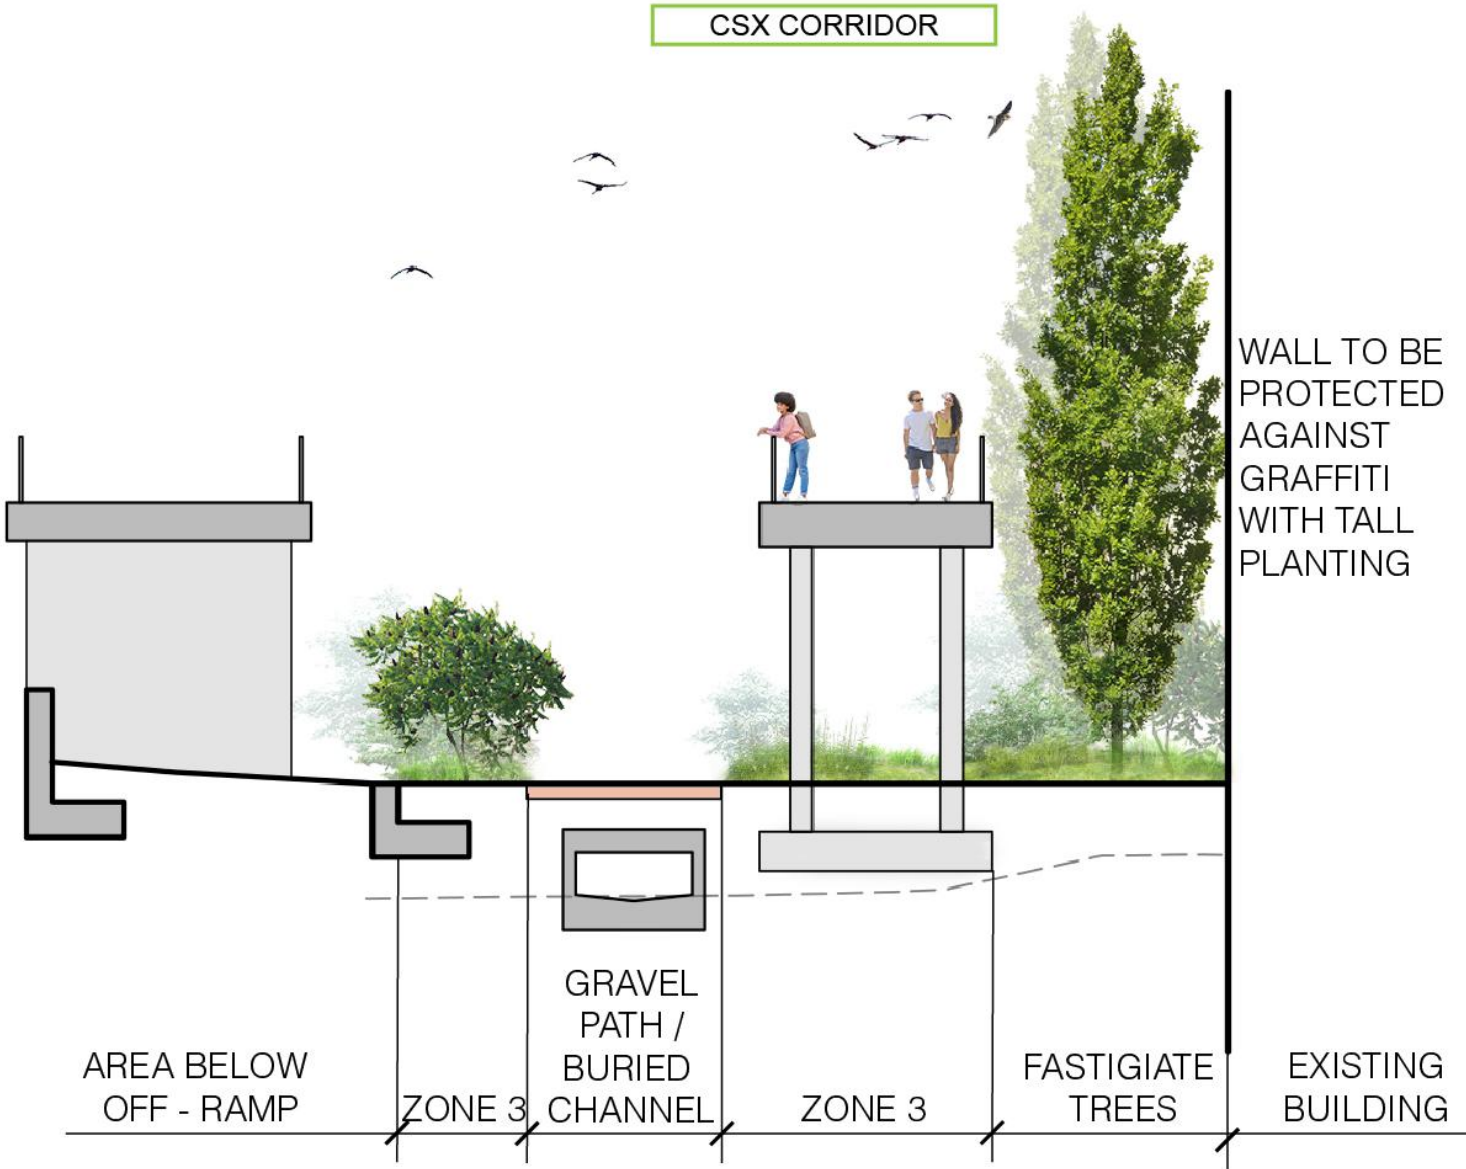 CSX CORRIDOR
WALL TO BE
PROTECTED
AGAINST
GRAFFITI
WITH TALL
PLANTING
AREA BELOW
OFF - RAMP
ZONE 3
GRAVEL
PATH /
BURIED
CHANNEL
ZONE 3
FASTIGIATE
TREES
EXISTING
BUILDING